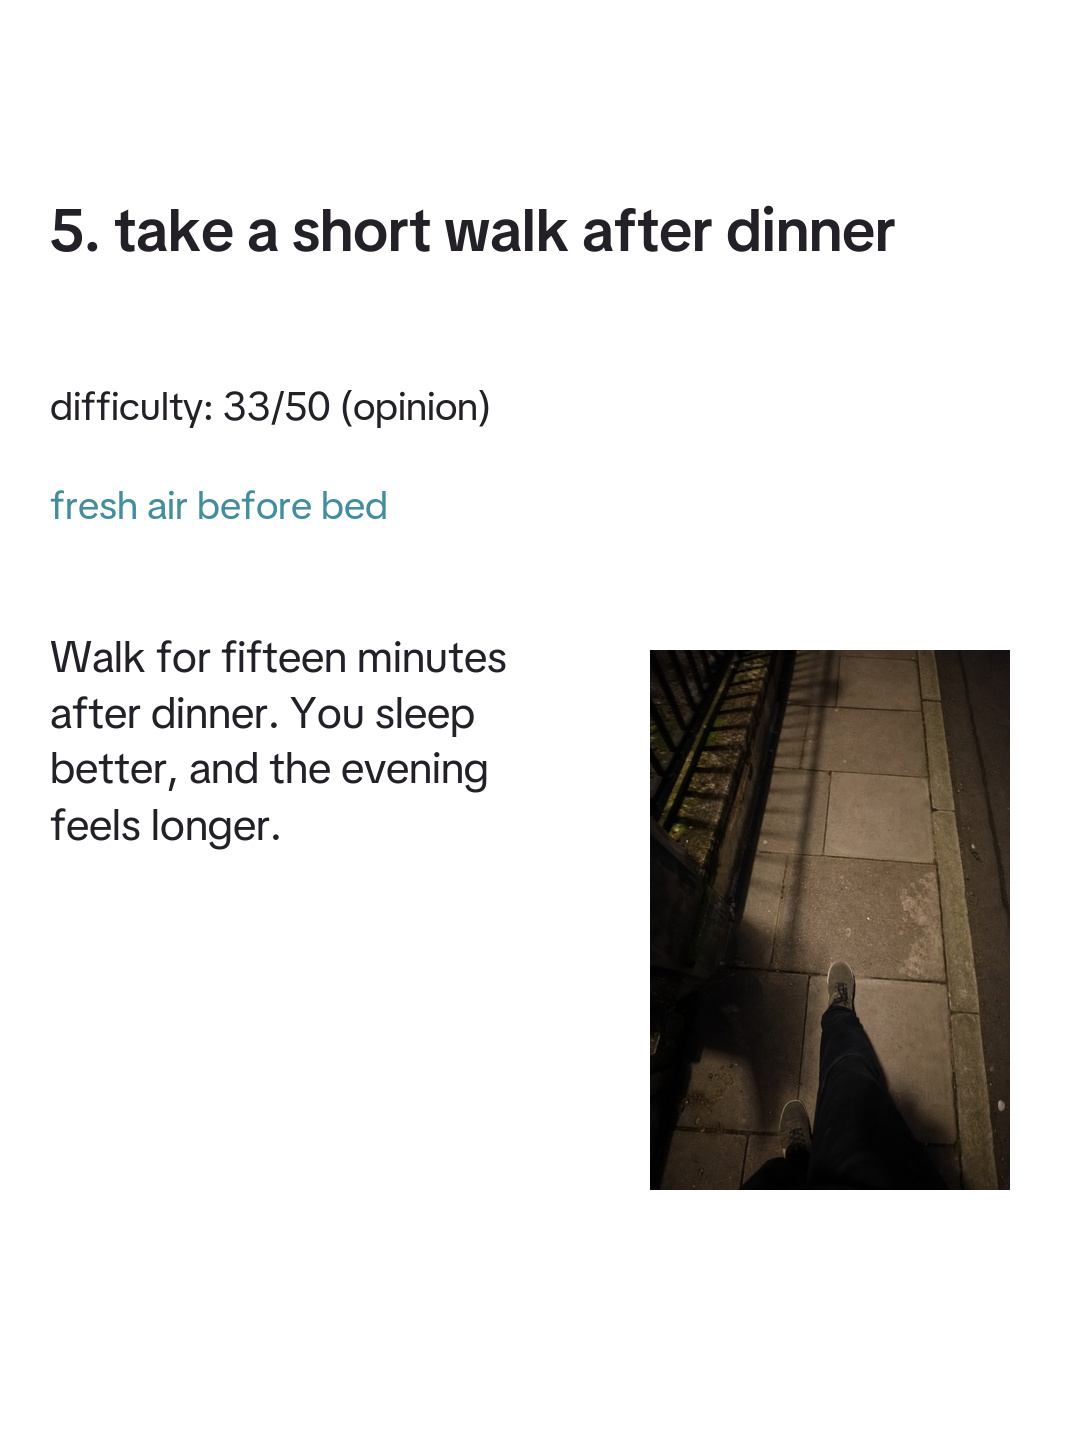 5. take a short walk after dinner
difficulty: 33/50 (opinion)
fresh air before bed
Walk for fifteen minutes
after dinner. You sleep
better, and the evening
feels longer.